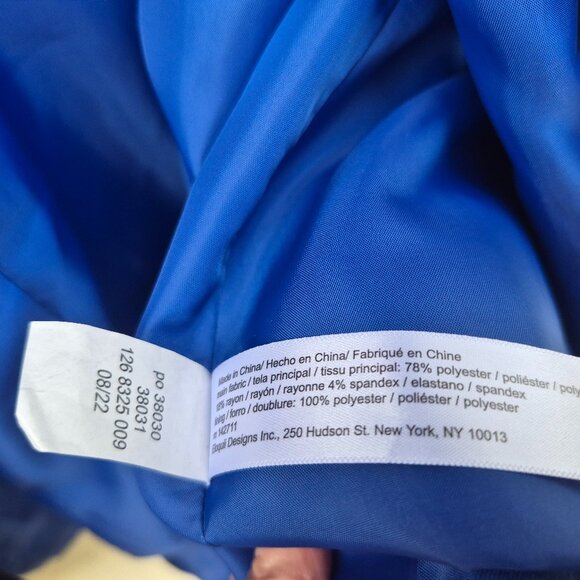 po 38030
38031
126 8325 009
08/22
Made in China/ Hecho en China/ Fabriqué en Chine
main fabric / tela principal / tissu principal: 78% polyester / poliéster /
rayon / rayón / rayonne 4% spandex / elastano / spandex
lining / forro / doublure: 100% polyester / poliéster / polyester
142711
Eloquii Designs Inc., 250 Hudson St. New York, NY 10013